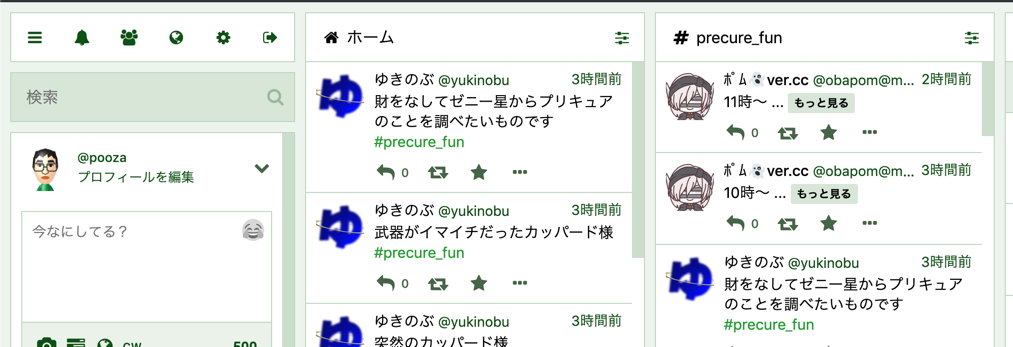 検索
@pooza
プロフィールを編集
今なにしてる？
cw
500
ホーム
ゆきのぶ @yukinobu 3時間前
財をなしてゼニー星からプリキュア
のことを調べたいものです
#precure_fun
0
ゆきのぶ @yukinobu 3時間前
武器がイマイチだったカッパード様
#precure_fun
0
ゆきのぶ @yukinobu 3時間前
突然のカッパード様
# precure_fun
ﾎﾟﾑ👻ver.cc @obapom@m... 2時間前
11時〜 ... もっと見る
0
ﾎﾟﾑ👻ver.cc @obapom@m... 3時間前
10時〜 ... もっと見る
0
ゆきのぶ @yukinobu 3時間前
財をなしてゼニー星からプリキュア
のことを調べたいものです
#precure_fun